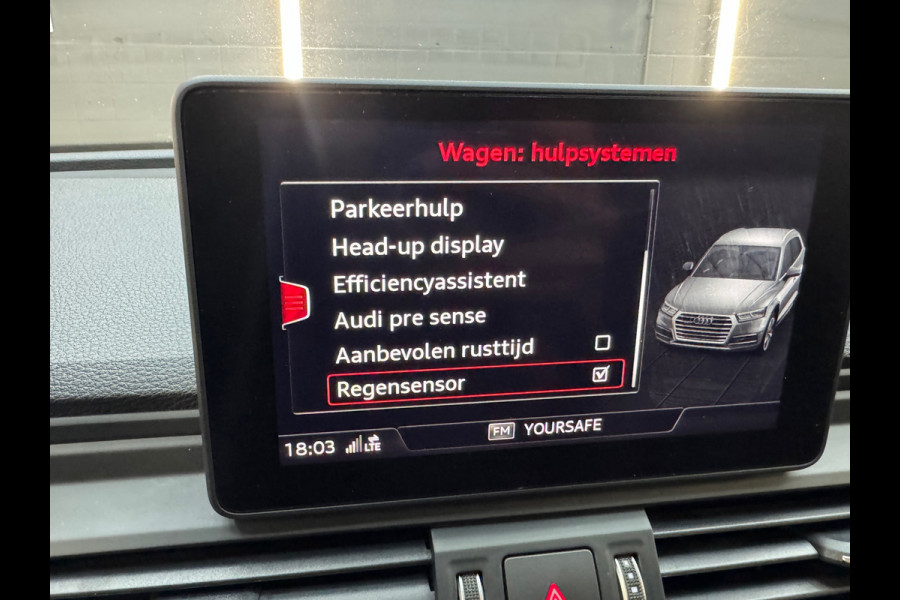 Wagen: hulpsystemen
Parkeerhulp
Head-up display
Efficiencyassistent
Audi pre sense
Aanbevolen rusttijd
Regensensor
FM YOURSAFE
18:03 LTE